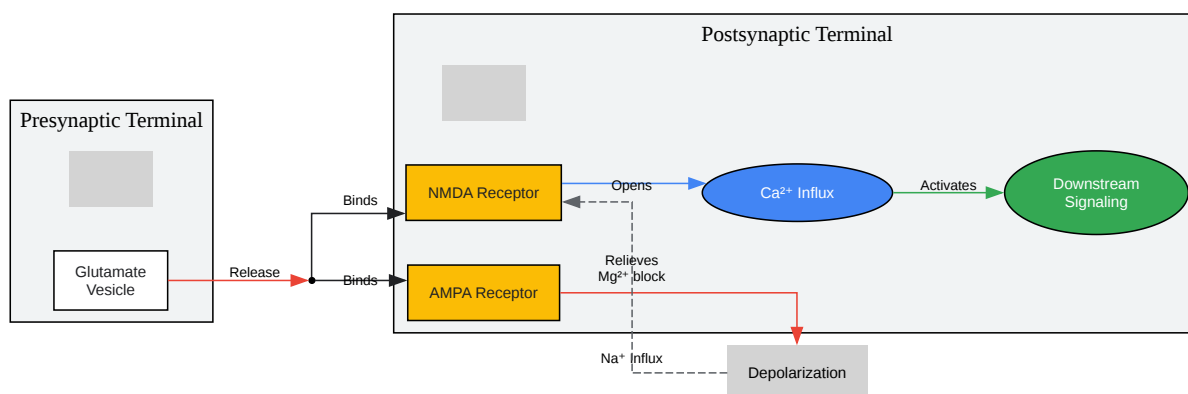 Postsynaptic Terminal
Presynaptic Terminal
NMDA Receptor
Opens
Ca²⁺ Influx
Activates
Downstream
Signaling
Binds
Glutamate
Vesicle
Release
Binds
AMPA Receptor
Relieves
Mg²⁺ block
Na⁺ Influx
Depolarization